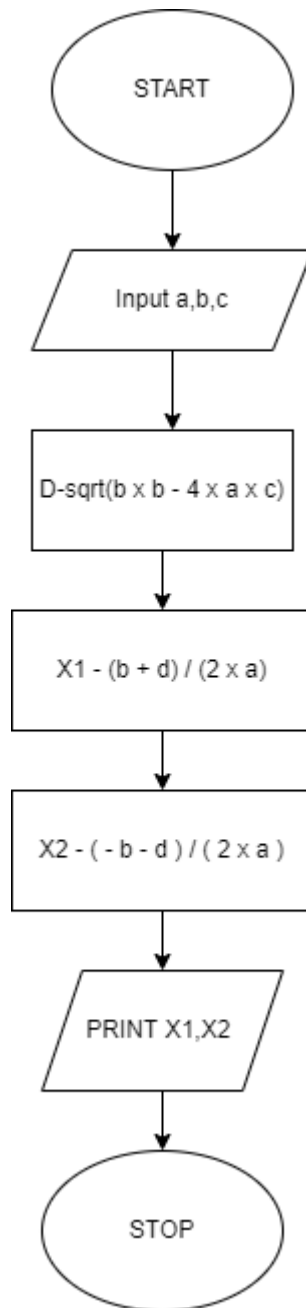 START
Input a,b,c
D-sqrt(b x b - 4 x a x c)
X1 - (b + d) / (2 x a)
X2 - ( - b - d ) / ( 2 x a )
PRINT X1,X2
STOP